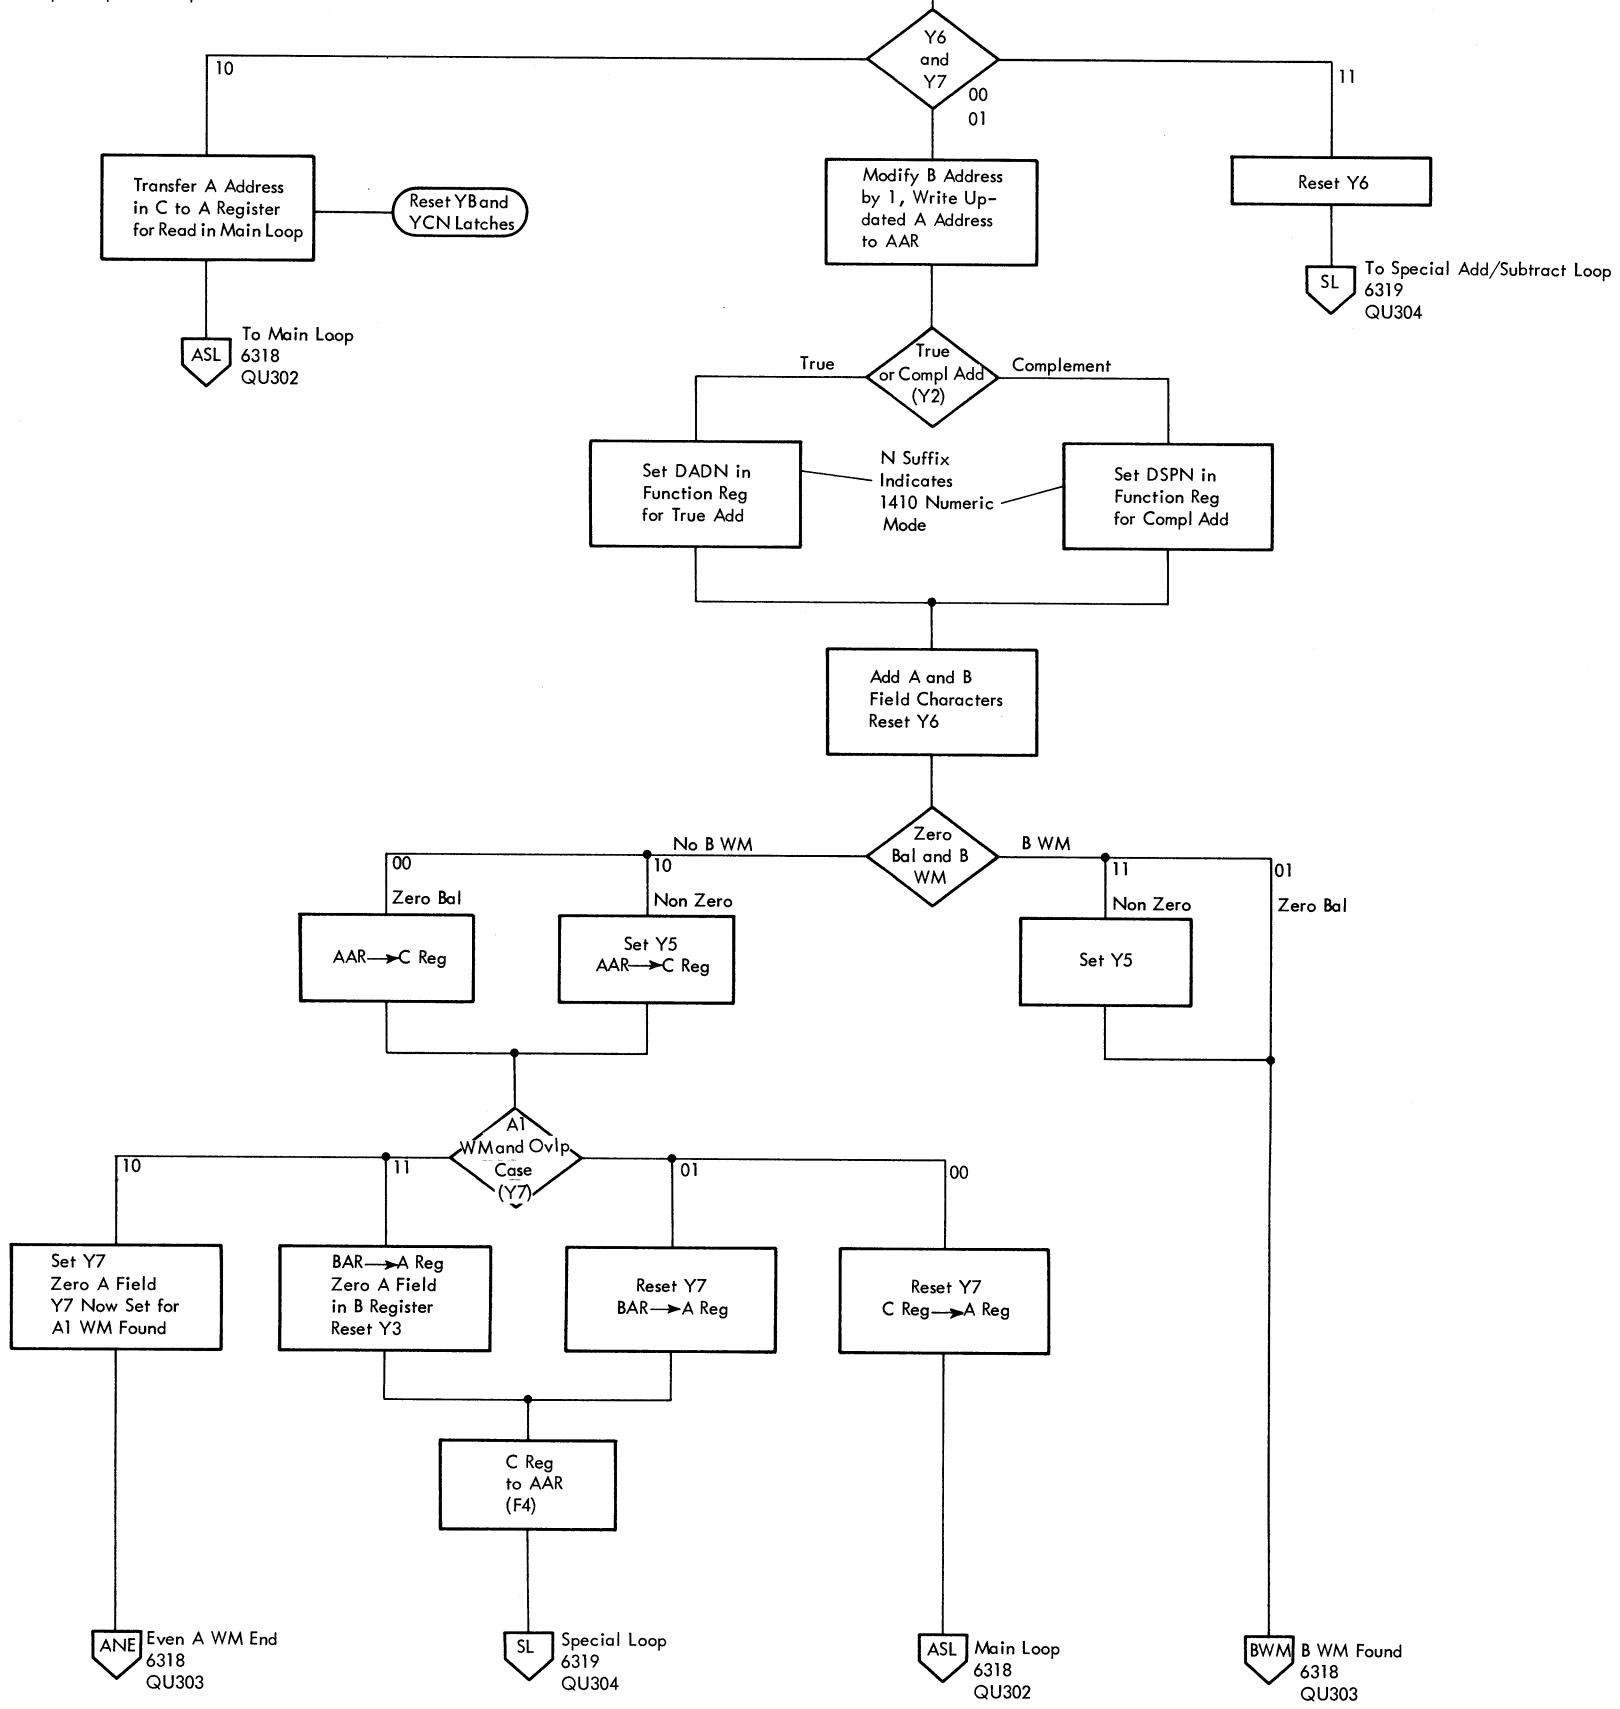 Y6
and
Y7
10
00
01
11
Transfer A Address
in C to A Register
for Read in Main Loop
Reset YB and
YCN Latches
Modify B Address
by 1, Write Up-
dated A Address
to AAR
Reset Y6
SL
To Special Add/Subtract Loop
6319
QU304
ASL
To Main Loop
6318
QU302
True
True
or Compl Add
(Y2)
Complement
Set DADN in
Function Reg
for True Add
N Suffix
Indicates
1410 Numeric
Mode
Set DSPN in
Function Reg
for Compl Add
Add A and B
Field Characters
Reset Y6
Zero
Bal and B
WM
No B WM
B WM
00
Zero Bal
10
Non Zero
11
Non Zero
01
Zero Bal
AAR→C Reg
Set Y5
AAR→C Reg
Set Y5
A1
WM and Ovlp
Case
(Y7)
10
11
01
00
Set Y7
Zero A Field
Y7 Now Set for
A1 WM Found
BAR→A Reg
Zero A Field
in B Register
Reset Y3
Reset Y7
BAR→A Reg
Reset Y7
C Reg→A Reg
C Reg
to AAR
(F4)
ANE
Even A WM End
6318
QU303
SL
Special Loop
6319
QU304
ASL
Main Loop
6318
QU302
BWM
B WM Found
6318
QU303